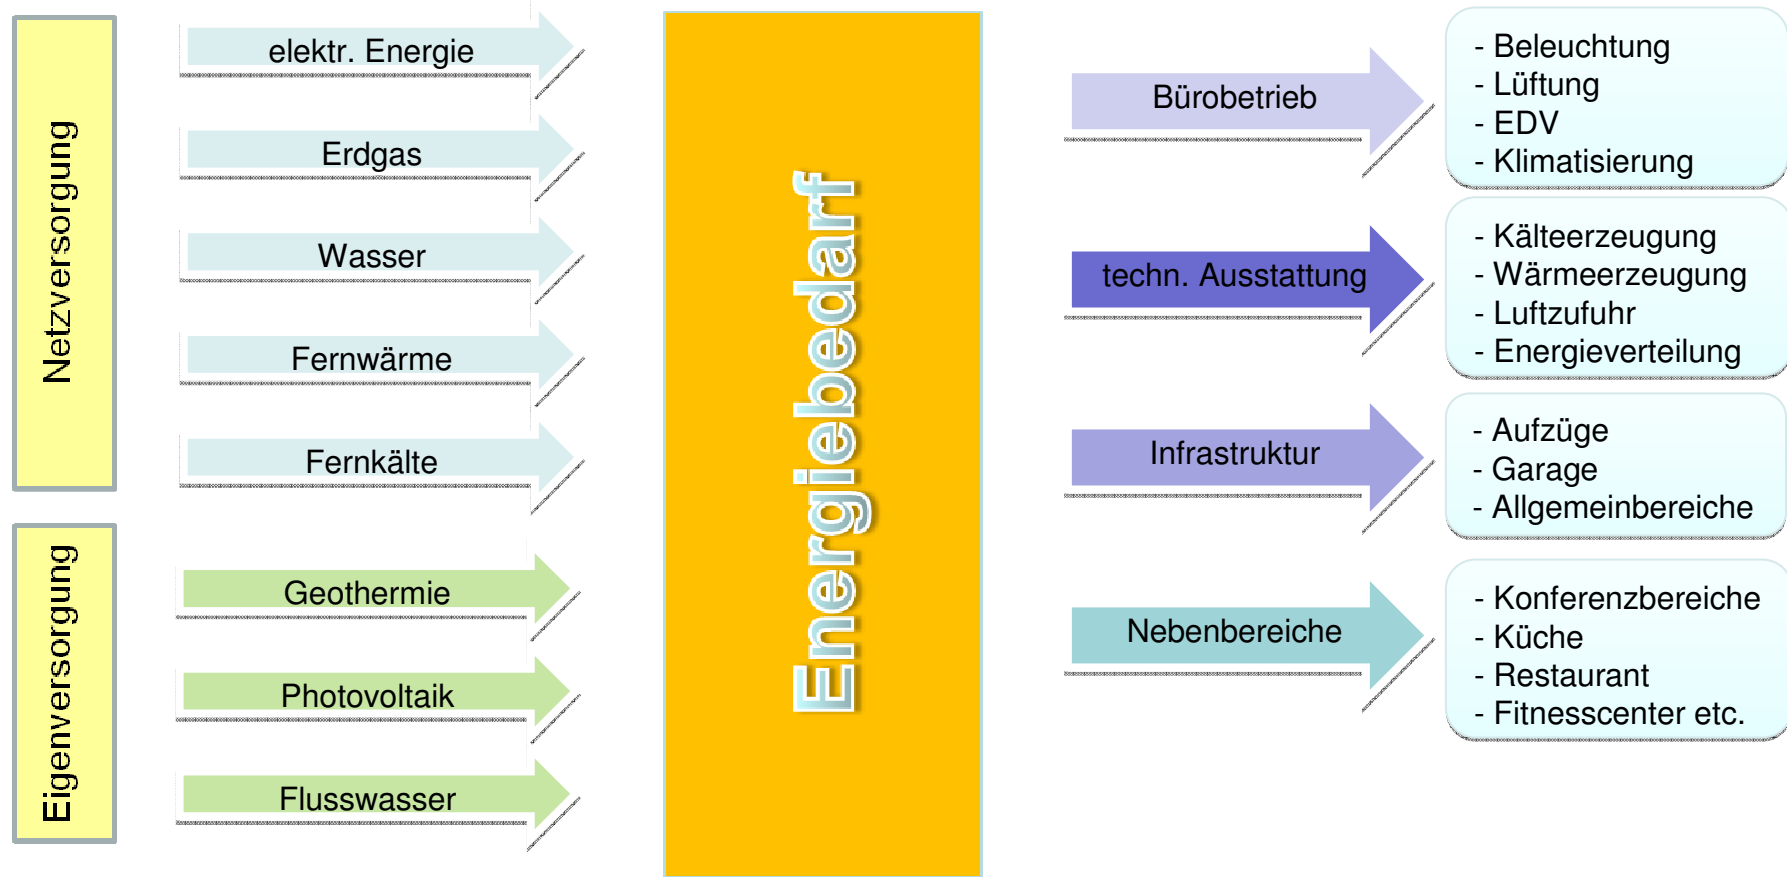 Netzversorgung
elektr. Energie
Erdgas
Wasser
Fernwärme
Fernkälte
Eigenversorgung
Geothermie
Photovoltaik
Flusswasser
Energiebedarf
Bürobetrieb
- Beleuchtung
- Lüftung
- EDV
- Klimatisierung
techn. Ausstattung
- Kälteerzeugung
- Wärmeerzeugung
- Luftzufuhr
- Energieverteilung
Infrastruktur
- Aufzüge
- Garage
- Allgemeinbereiche
Nebenbereiche
- Konferenzbereiche
- Küche
- Restaurant
- Fitnesscenter etc.